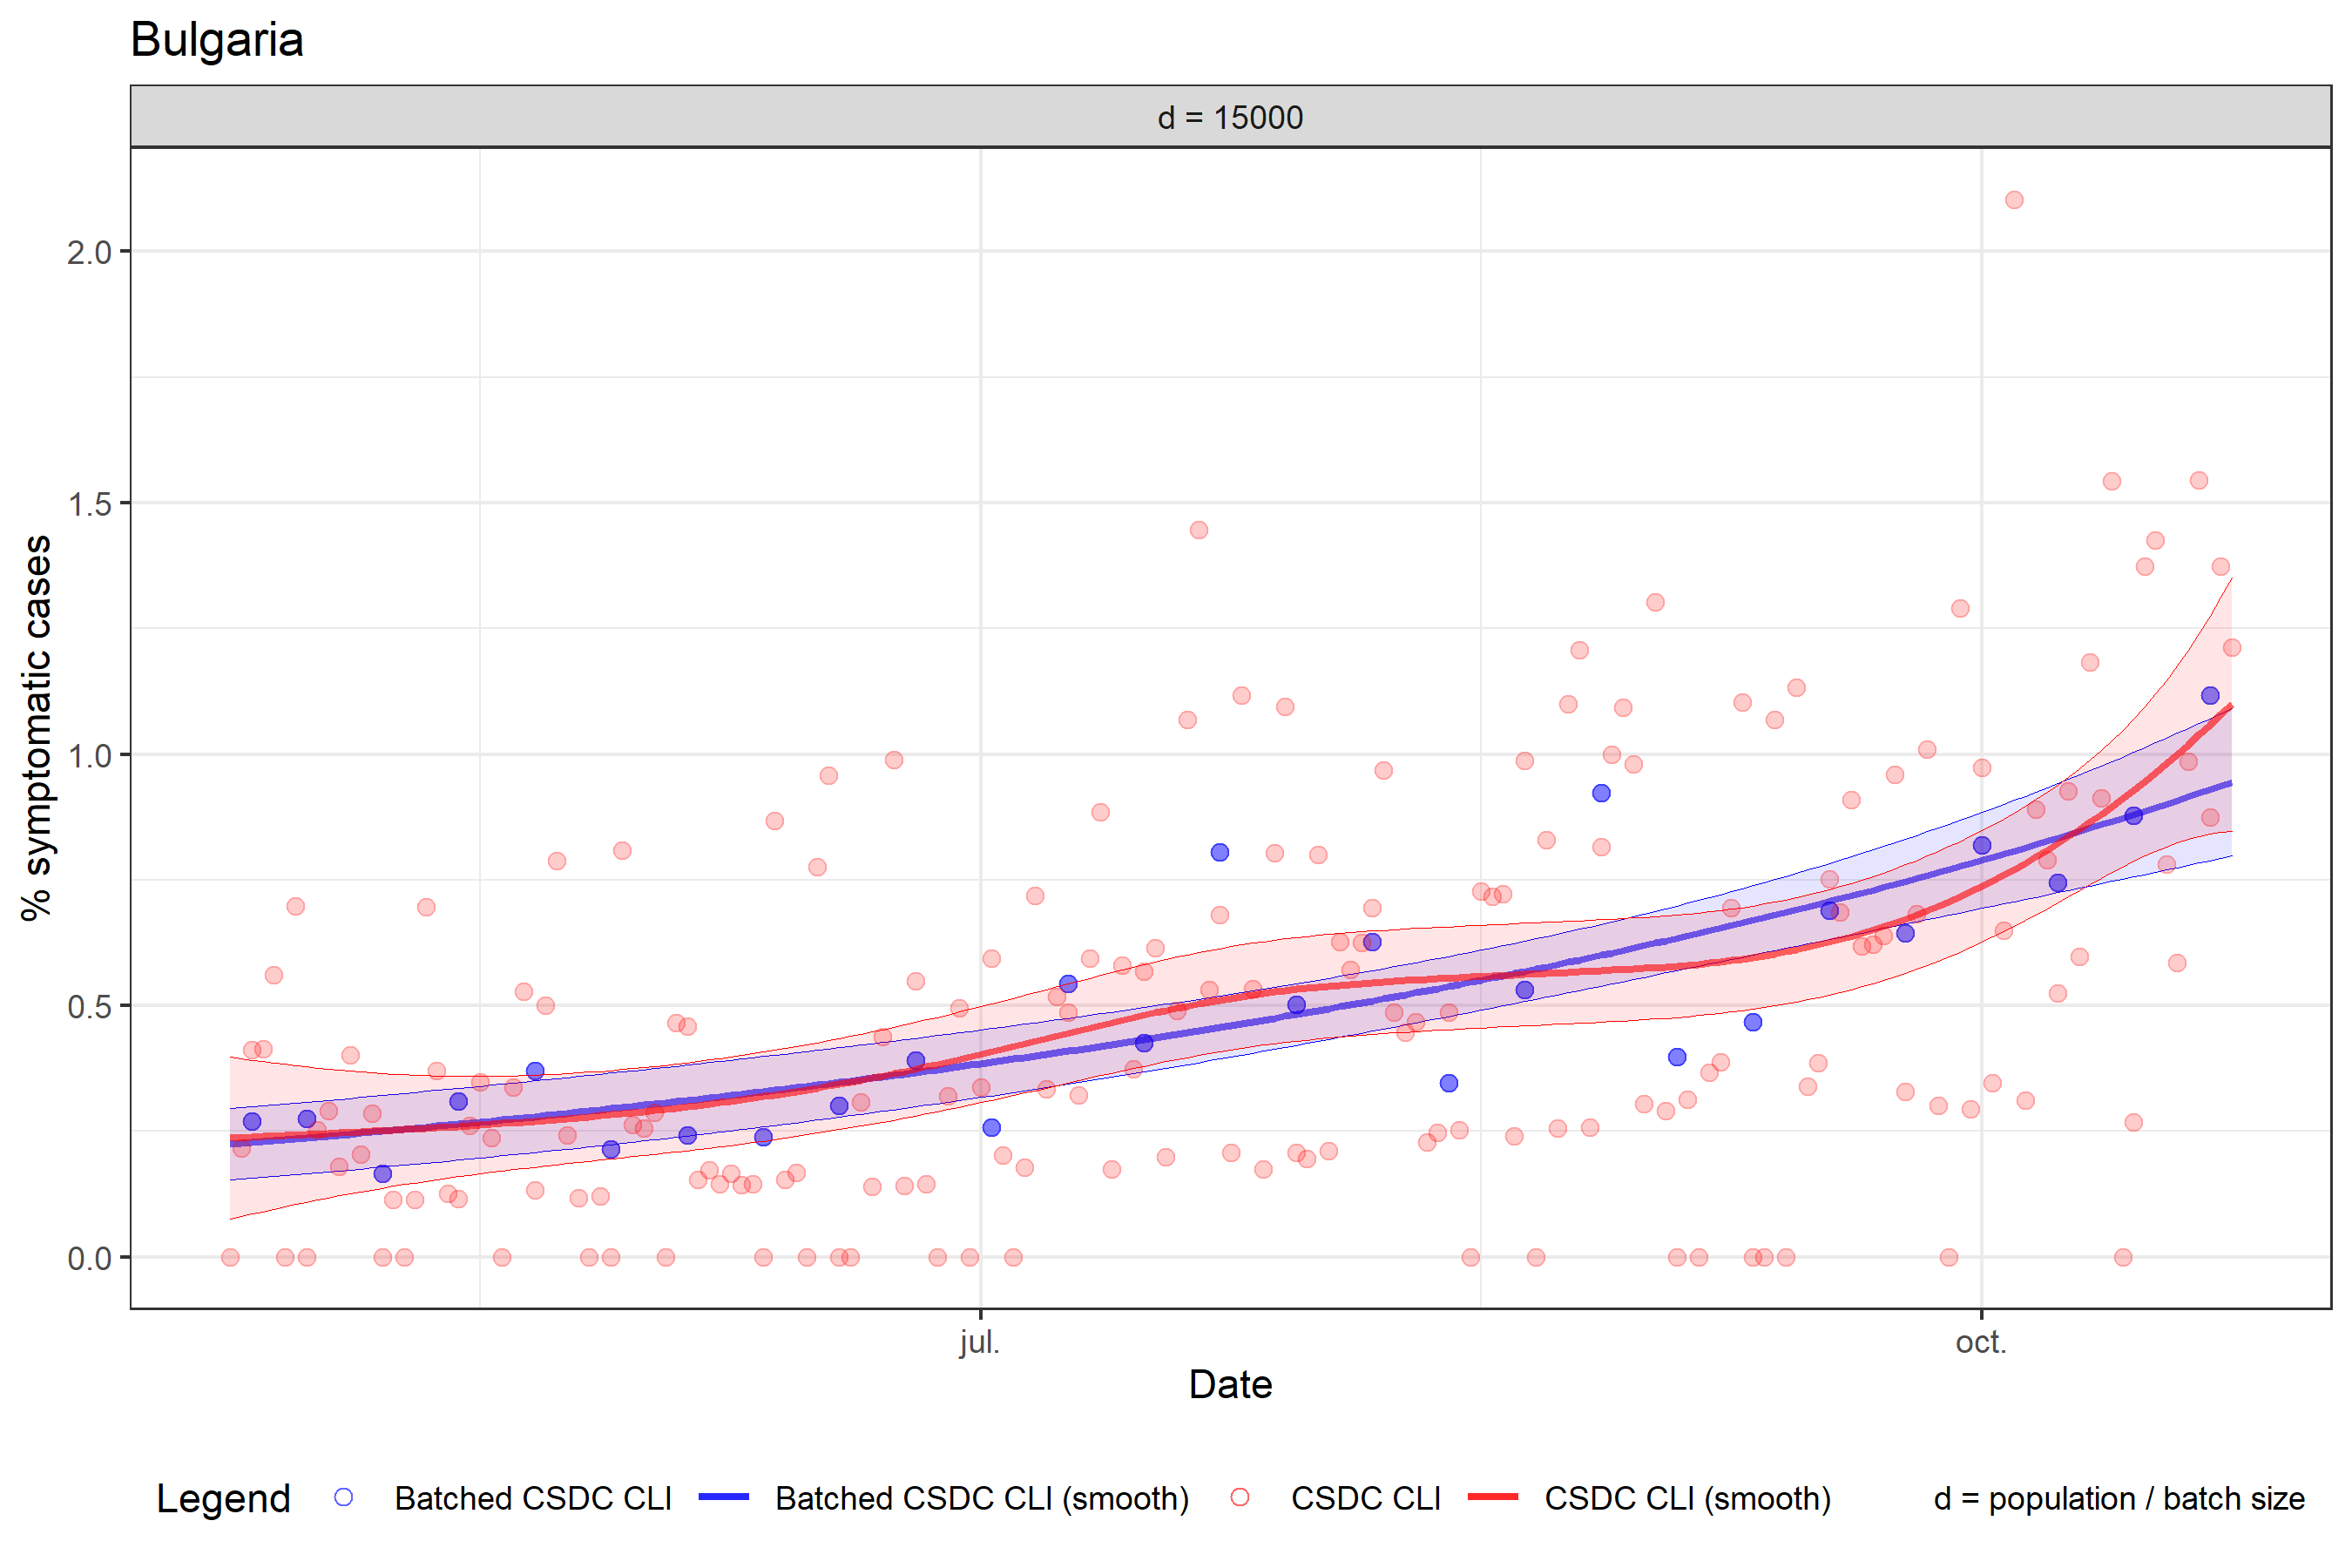 Bulgaria
d = 15000
% symptomatic cases
2.0
1.5
1.0
0.5
0.0
jul.
oct.
Date
Legend
Batched CSDC CLI
Batched CSDC CLI (smooth)
CSDC CLI
CSDC CLI (smooth)
d = population / batch size